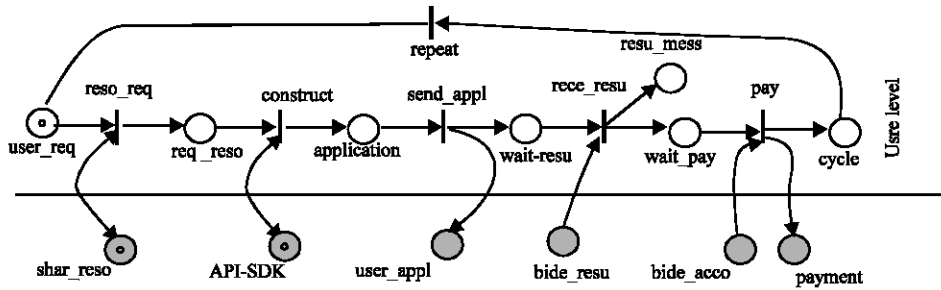 repeat
resu_mess
reso_req
construct
send_appl
rece_resu
pay
user_req
req_reso
application
wait-resu
wait_pay
cycle
Usre level
shar_reso
API-SDK
user_appl
bide_resu
bide_acco
payment